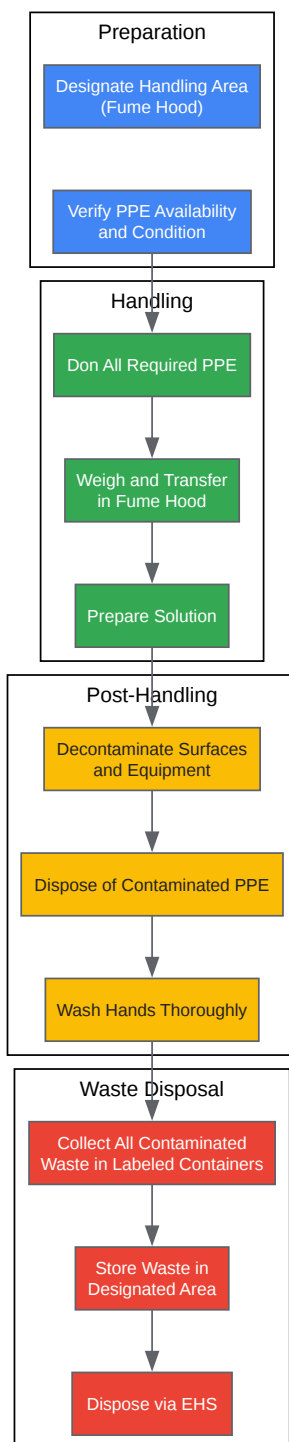 Preparation
Designate Handling Area
(Fume Hood)
Verify PPE Availability
and Condition
Handling
Don All Required PPE
Weigh and Transfer
in Fume Hood
Prepare Solution
Post-Handling
Decontaminate Surfaces
and Equipment
Dispose of Contaminated PPE
Wash Hands Thoroughly
Waste Disposal
Collect All Contaminated
Waste in Labeled Containers
Store Waste in
Designated Area
Dispose via EHS